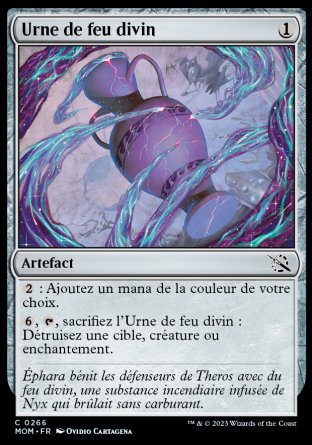 Urne de feu divin 1
Artefact
2 : Ajoutez un mana de la couleur de votre
choix.
6, , sacrifiez l'Urne de feu divin :
Détruisez une cible, créature ou
enchantement.
Éphara bénit les défenseurs de Theros avec du
feu divin, une substance incendiaire infusée de
Nyx qui brûlait sans carburant.
C 0266
MOM • FR Ovidio Cartagena
™ & © 2023 Wizards of the Coast